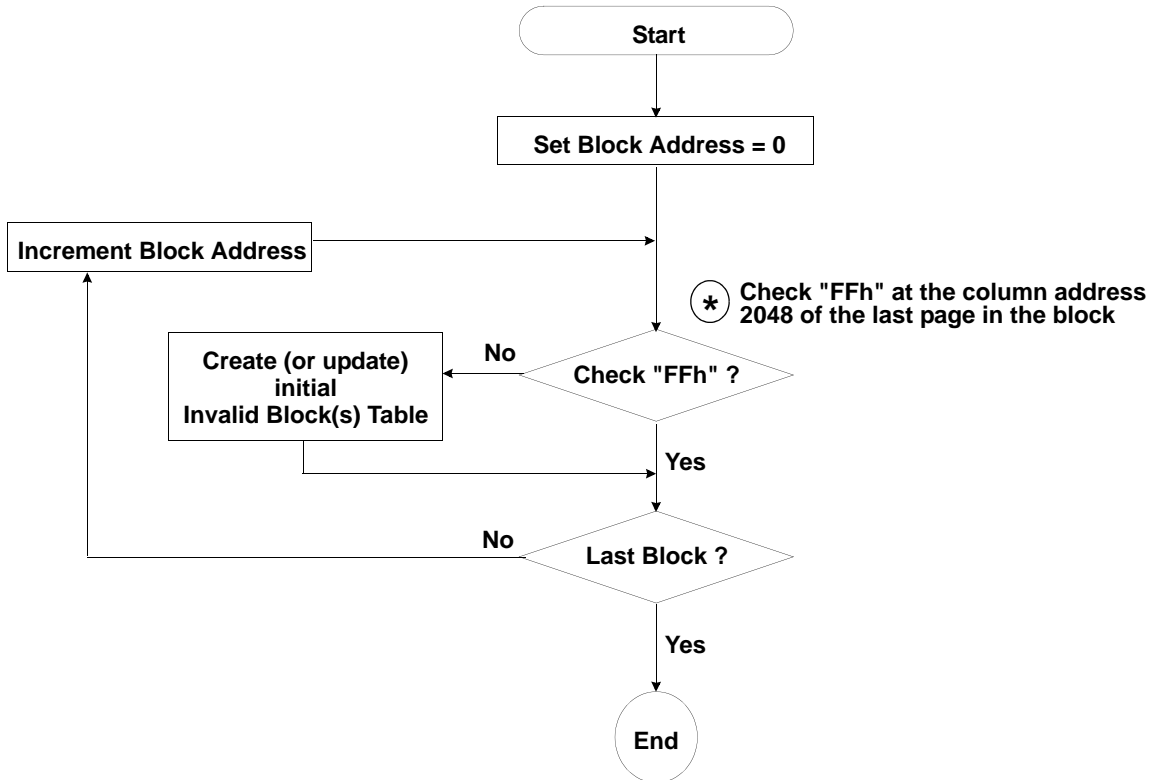 Start
Set Block Address = 0
Increment Block Address
* Check "FFh" at the column address
2048 of the last page in the block
No
Create (or update)
initial
Invalid Block(s) Table
Check "FFh" ?
Yes
No
Last Block ?
Yes
End